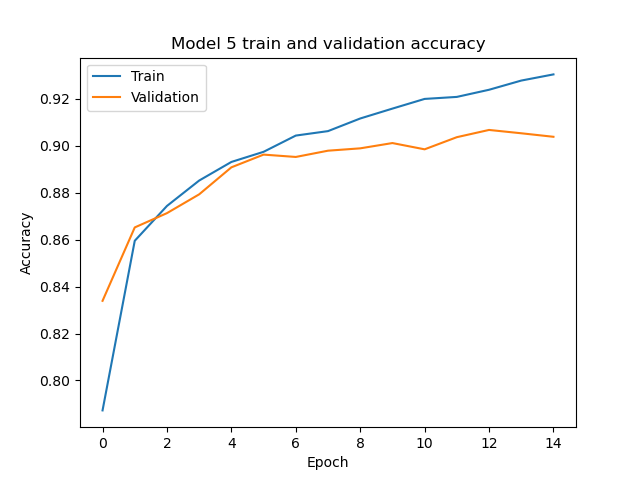 Model 5 train and validation accuracy
Train
Validation
0.92
0.90
0.88
0.86
0.84
0.82
0.80
Accuracy
0 2 4 6 8 10 12 14
Epoch